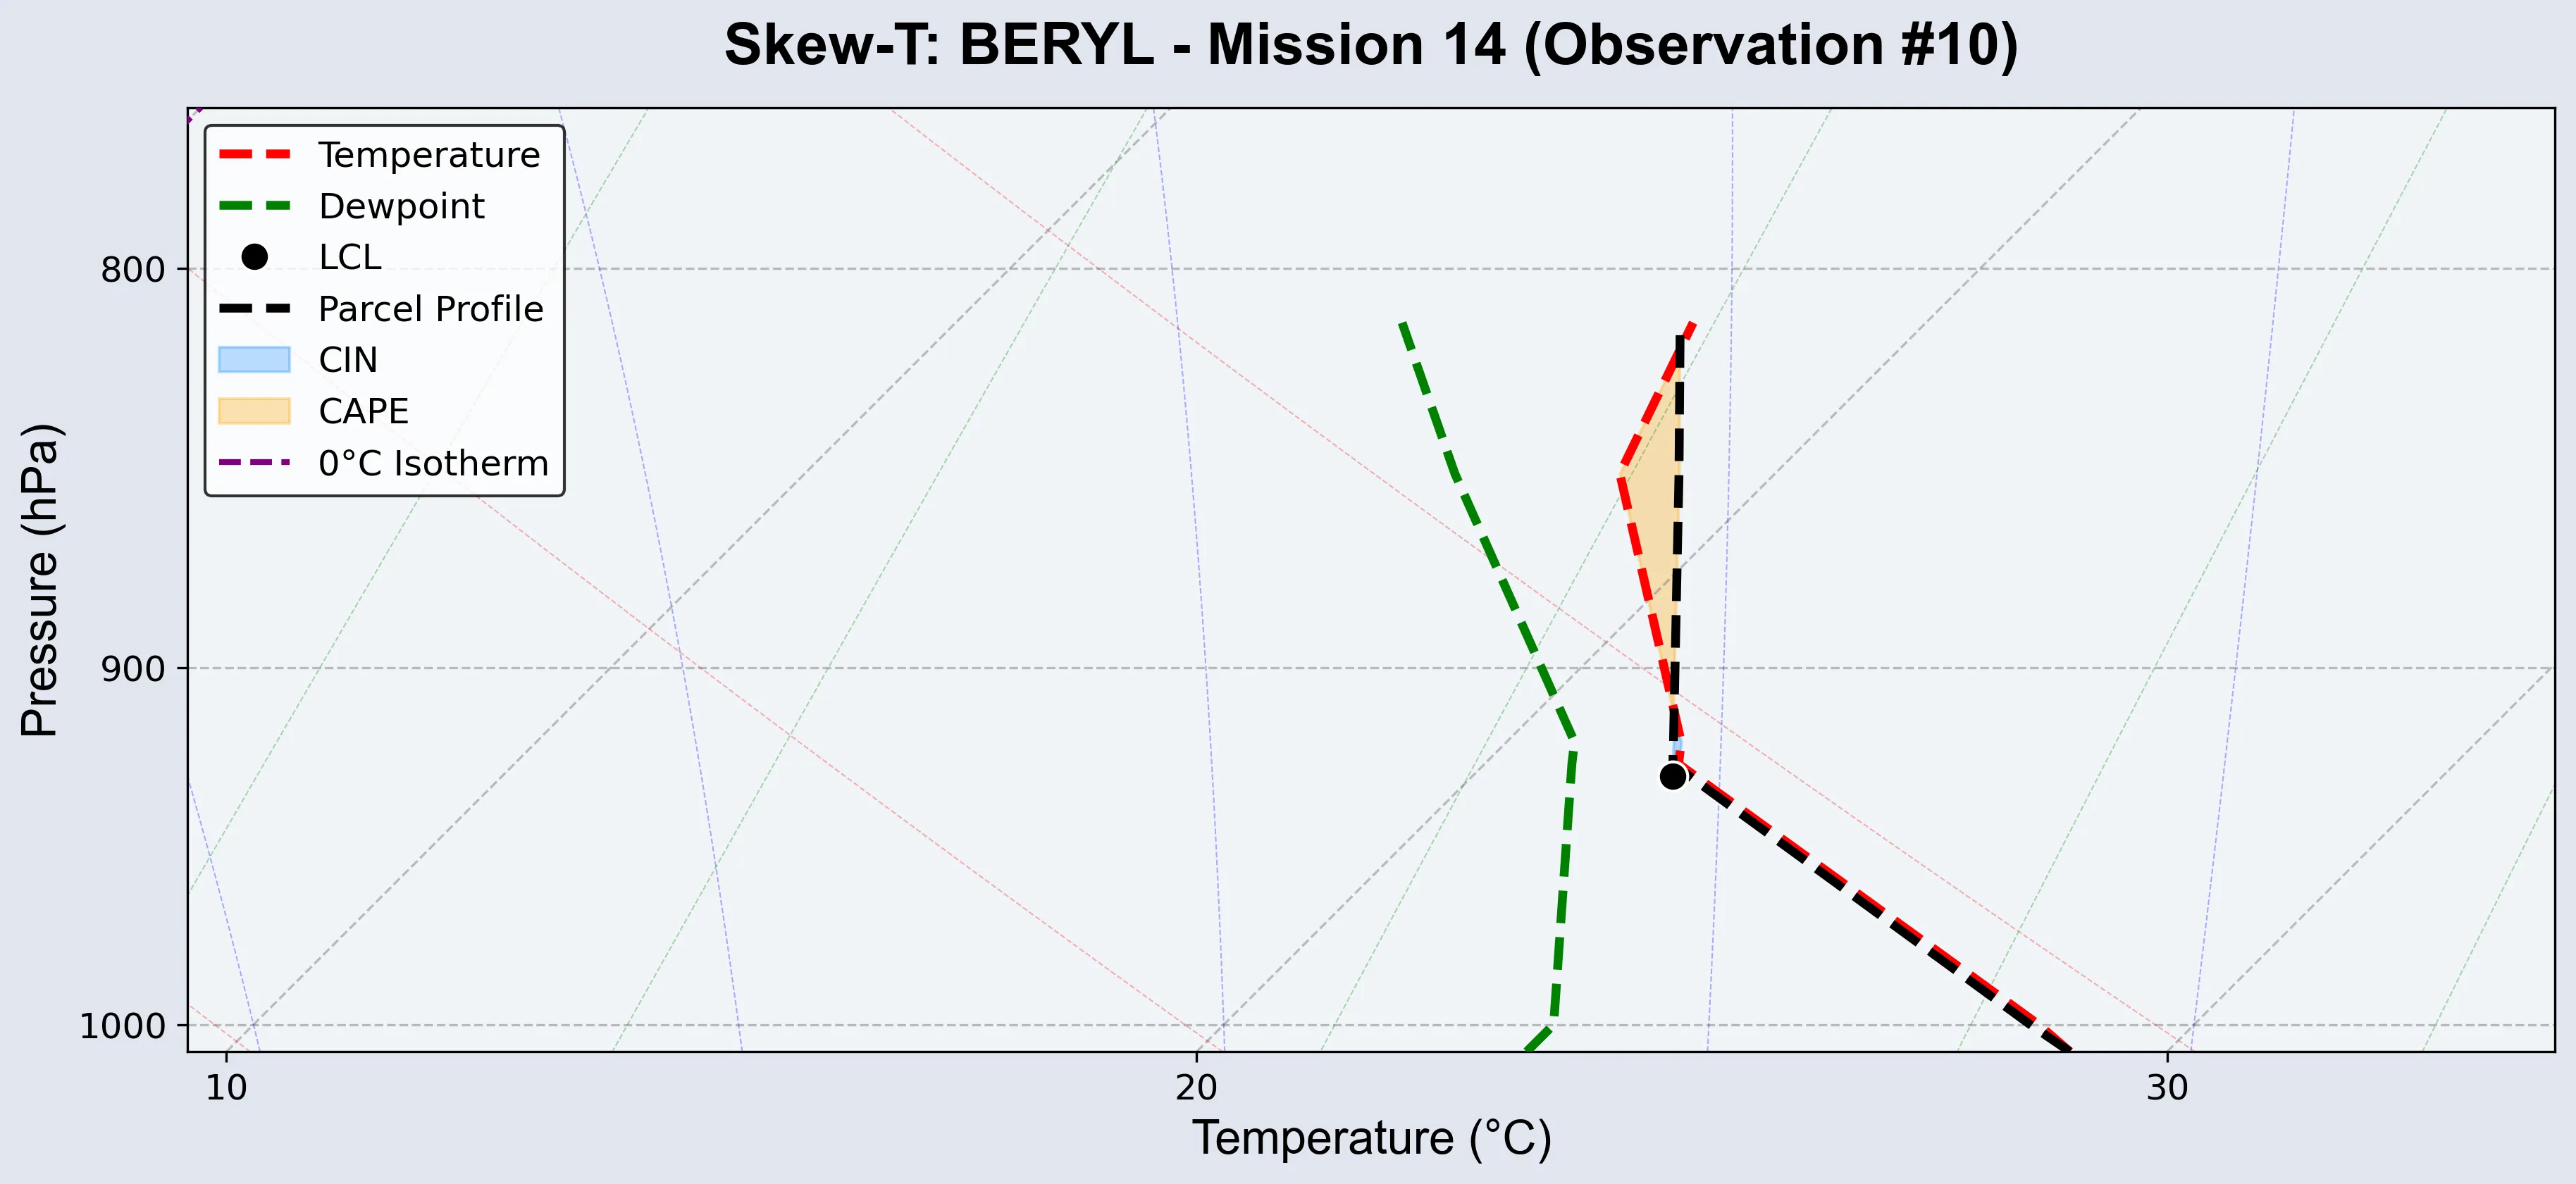 Skew-T: BERYL - Mission 14 (Observation #10)
Temperature
Dewpoint
LCL
Parcel Profile
CIN
CAPE
0°C Isotherm
800
900
1000
Pressure (hPa)
10
20
30
Temperature (°C)